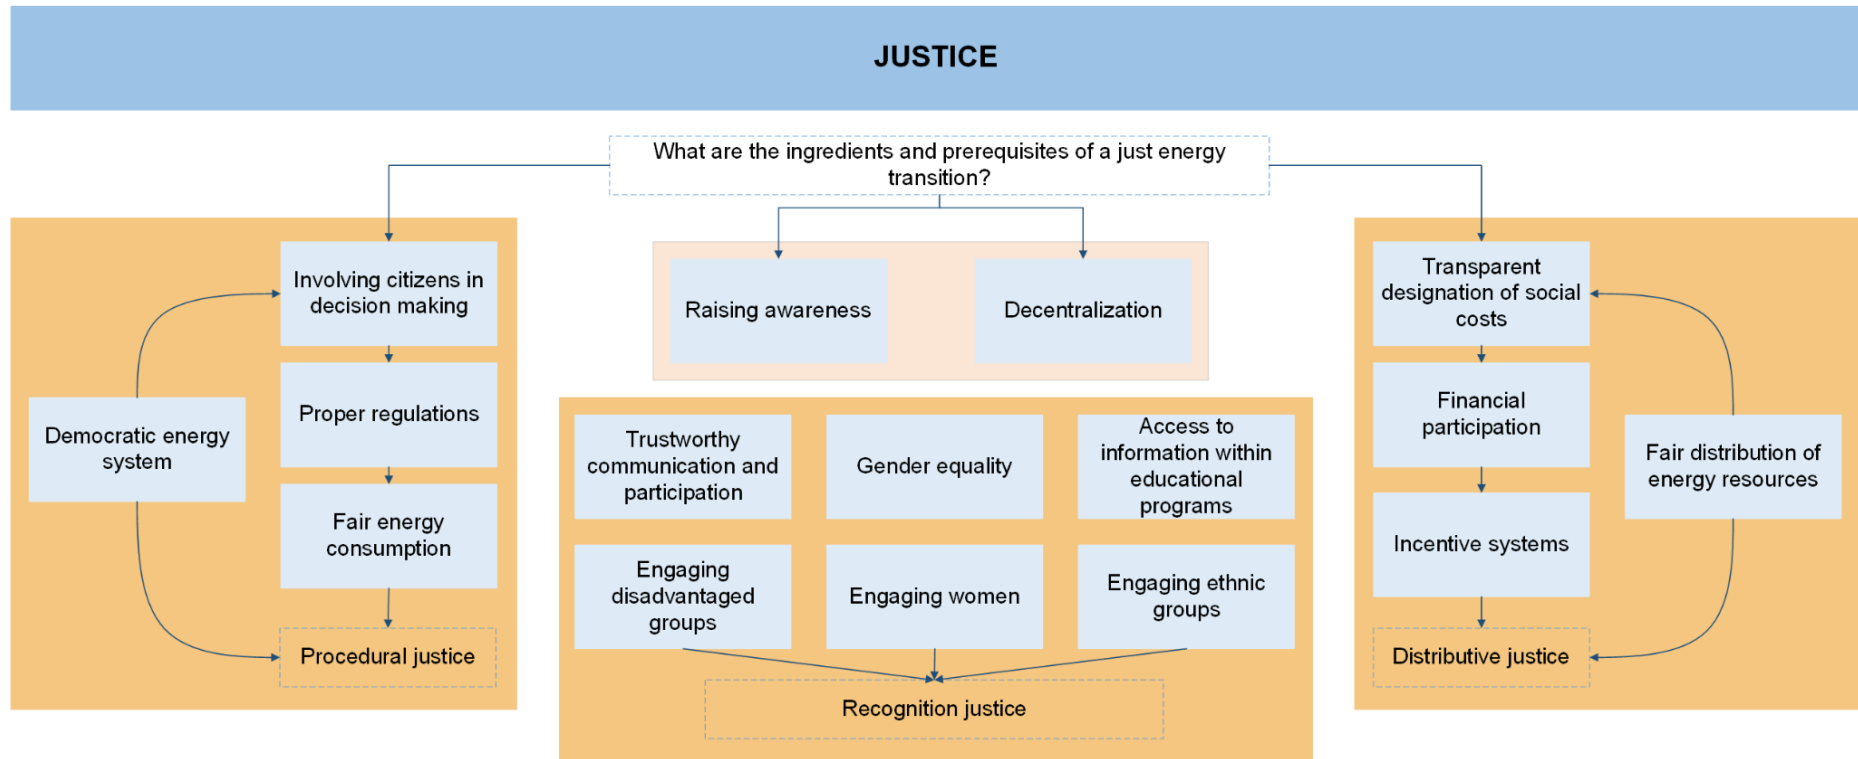 JUSTICE
What are the ingredients and prerequisites of a just energy
transition?
Involving citizens in
decision making
Proper regulations
Democratic energy
system
Fair energy
consumption
Procedural justice
Raising awareness
Decentralization
Trustworthy
communication and
participation
Gender equality
Access to
information within
educational
programs
Engaging
disadvantaged
groups
Engaging women
Engaging ethnic
groups
Recognition justice
Transparent
designation of social
costs
Financial
participation
Fair distribution of
energy resources
Incentive systems
Distributive justice